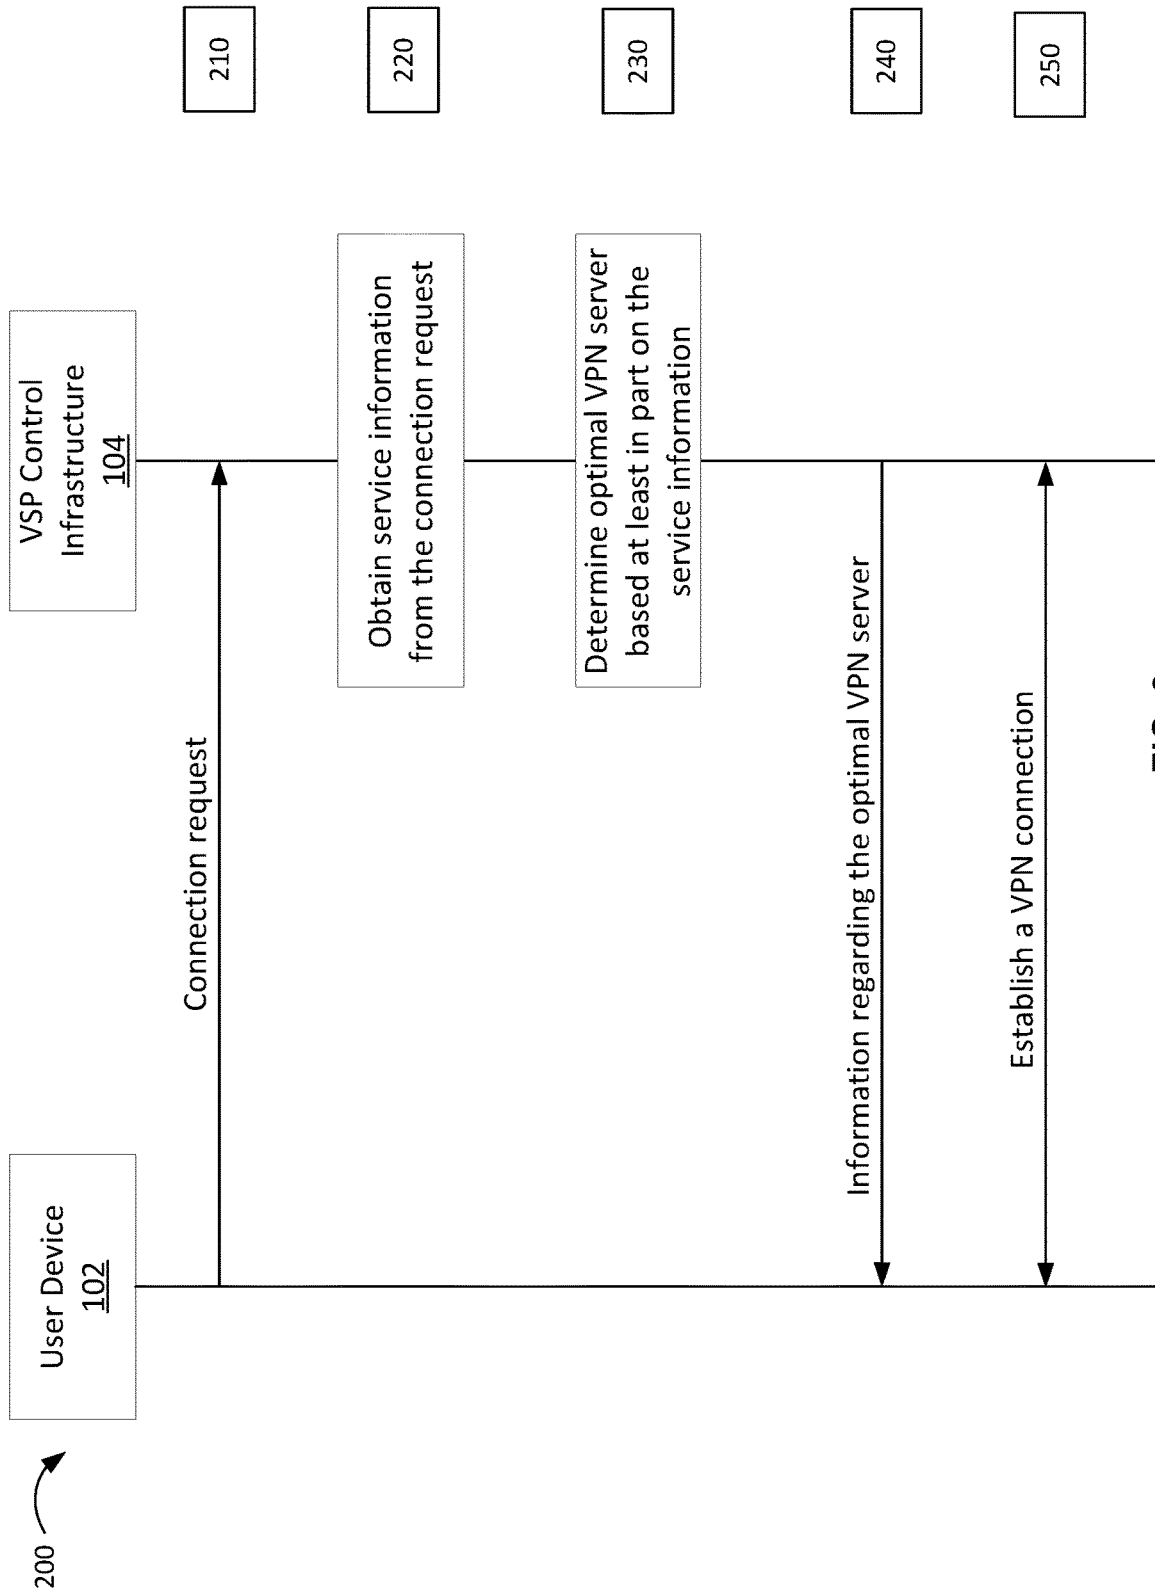 200
User Device
102
VSP Control
Infrastructure
104
Connection request
210
Obtain service information
from the connection request
220
Determine optimal VPN server
based at least in part on the
service information
230
Information regarding the optimal VPN server
240
Establish a VPN connection
250